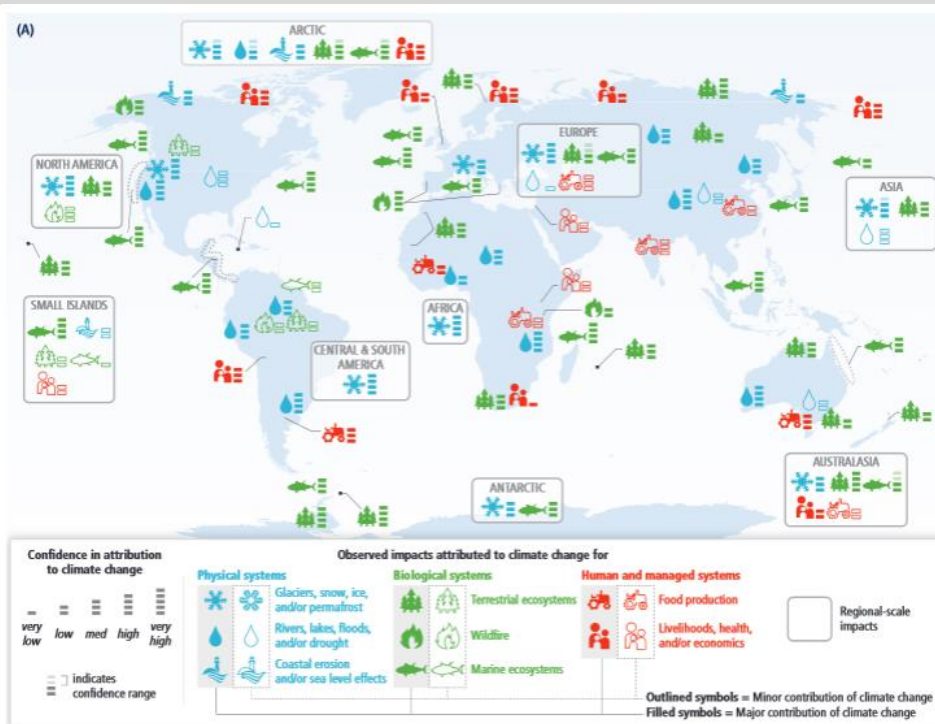 (A)
ARCTIC
EUROPE
NORTH AMERICA
ASIA
SMALL ISLANDS
AFRICA
CENTRAL & SOUTH
AMERICA
ANTARCTIC
AUSTRALASIA
Confidence in attribution
to climate change
very
low
low
med
high
very
high
indicates
confidence range
Observed impacts attributed to climate change for
Physical systems
Glaciers, snow, ice,
and/or permafrost
Rivers, lakes, floods,
and/or drought
Coastal erosion
and/or sea level effects
Biological systems
Terrestrial ecosystems
Wildfire
Marine ecosystems
Human and managed systems
Food production
Livelihoods, health,
and/or economics
Regional-scale
impacts
Outlined symbols = Minor contribution of climate change
Filled symbols = Major contribution of climate change